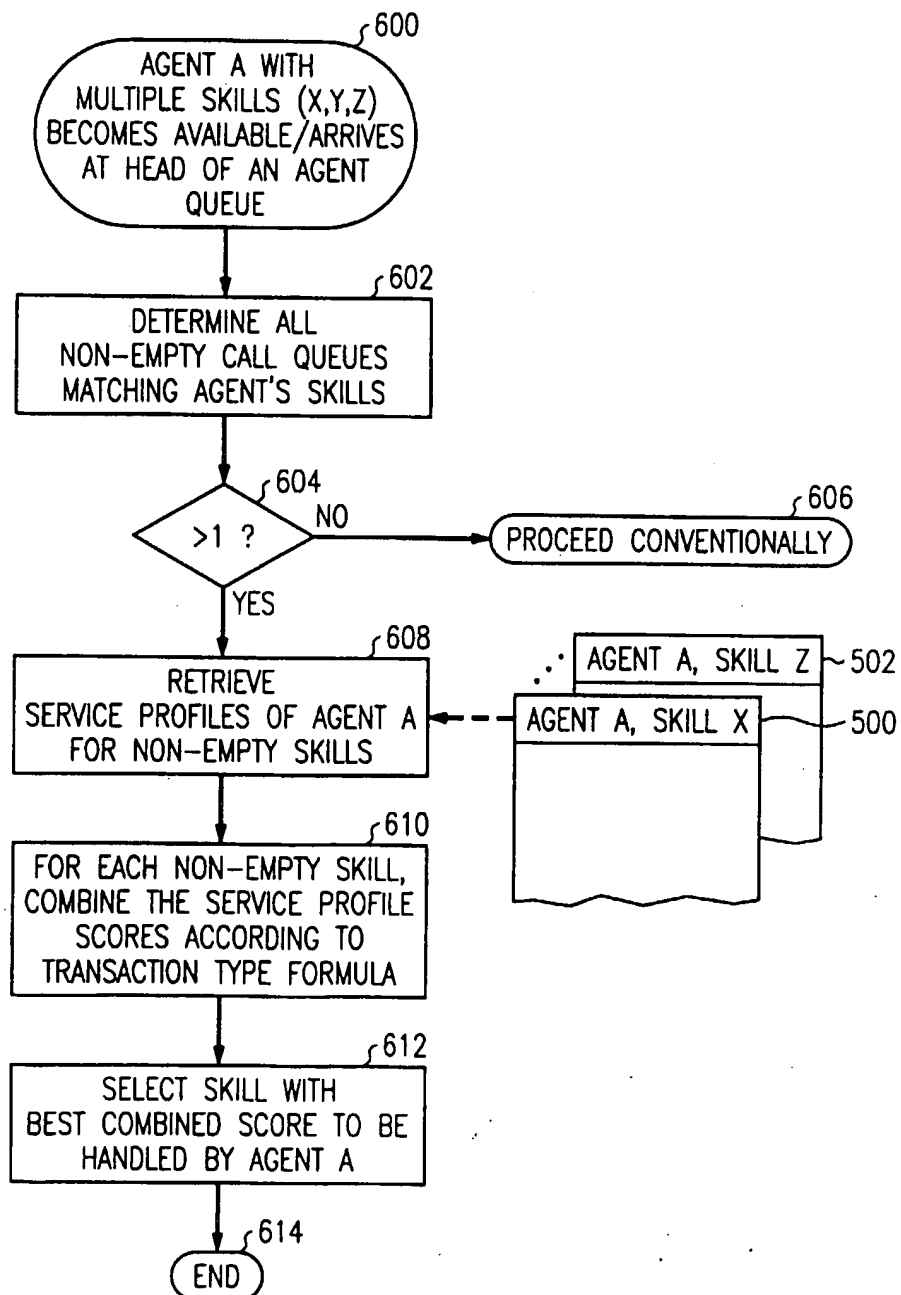 600
AGENT A WITH
MULTIPLE SKILLS (X,Y,Z)
BECOMES AVAILABLE/ARRIVES
AT HEAD OF AN AGENT
QUEUE
602
DETERMINE ALL
NON-EMPTY CALL QUEUES
MATCHING AGENT'S SKILLS
604
>1 ?
NO
606
PROCEED CONVENTIONALLY
YES
608
RETRIEVE
SERVICE PROFILES OF AGENT A
FOR NON-EMPTY SKILLS
AGENT A, SKILL Z
502
AGENT A, SKILL X
500
610
FOR EACH NON-EMPTY SKILL,
COMBINE THE SERVICE PROFILE
SCORES ACCORDING TO
TRANSACTION TYPE FORMULA
612
SELECT SKILL WITH
BEST COMBINED SCORE TO BE
HANDLED BY AGENT A
614
END